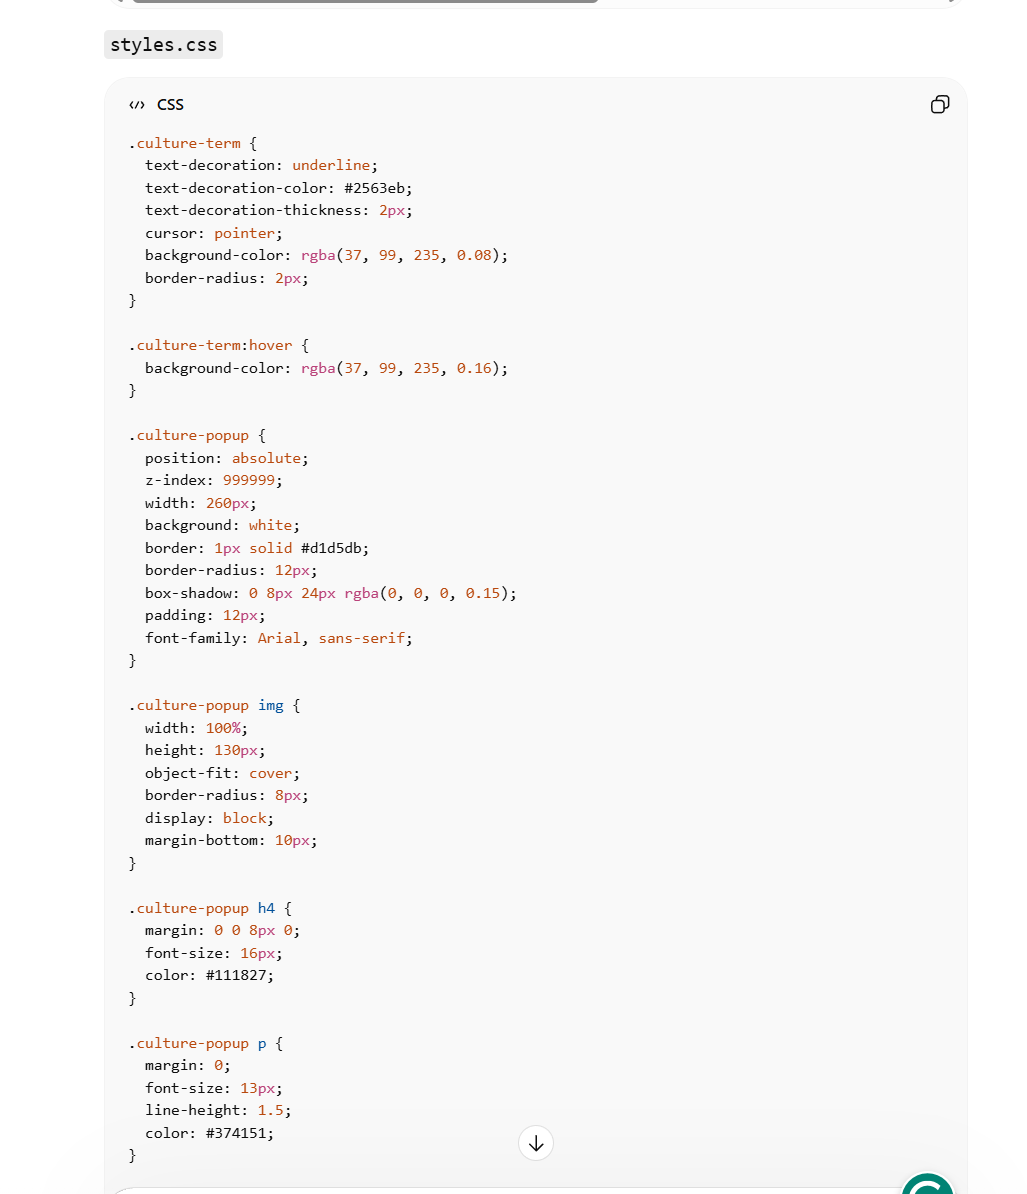 styles.css
CSS
.culture-term {
  text-decoration: underline;
  text-decoration-color: #2563eb;
  text-decoration-thickness: 2px;
  cursor: pointer;
  background-color: rgba(37, 99, 235, 0.08);
  border-radius: 2px;
}
.culture-term:hover {
  background-color: rgba(37, 99, 235, 0.16);
}
.culture-popup {
  position: absolute;
  z-index: 999999;
  width: 260px;
  background: white;
  border: 1px solid #d1d5db;
  border-radius: 12px;
  box-shadow: 0 8px 24px rgba(0, 0, 0, 0.15);
  padding: 12px;
  font-family: Arial, sans-serif;
}
.culture-popup img {
  width: 100%;
  height: 130px;
  object-fit: cover;
  border-radius: 8px;
  display: block;
  margin-bottom: 10px;
}
.culture-popup h4 {
  margin: 0 0 8px 0;
  font-size: 16px;
  color: #111827;
}
.culture-popup p {
  margin: 0;
  font-size: 13px;
  line-height: 1.5;
  color: #374151;
}